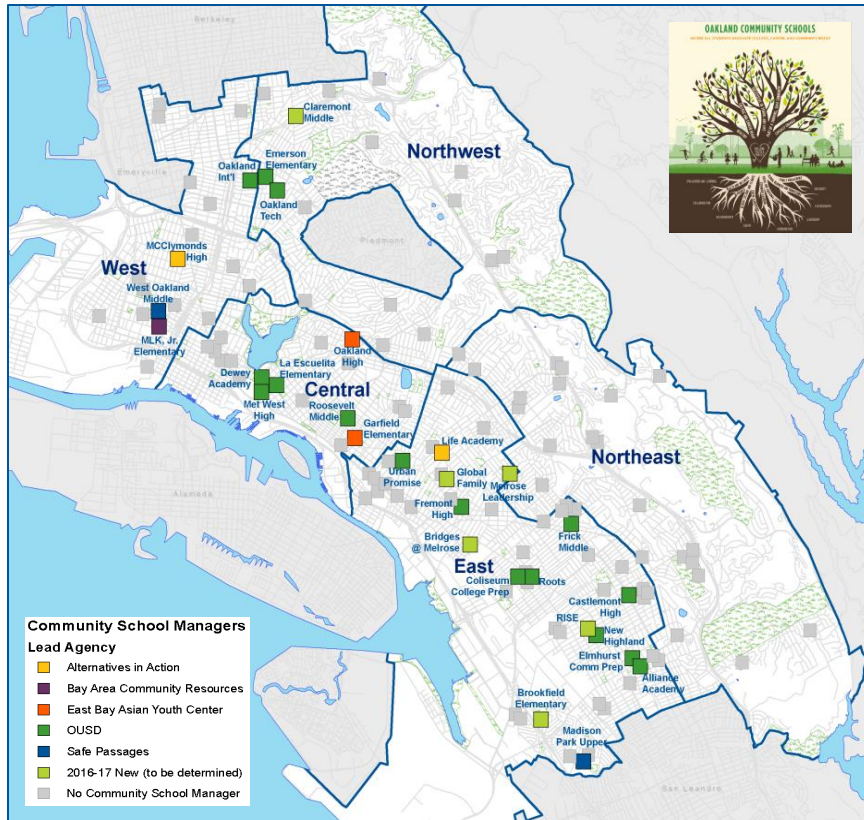 Berkeley
OAKLAND COMMUNITY SCHOOLS
Claremont
Middle
Northwest
Emeryville
Oakland
Int'l
Emerson
Elementary
Oakland
Tech
Piedmont
MCClymonds
High
West
West Oakland
Middle
MLK, Jr.
Elementary
Oakland
High
La Escuelita
Elementary
Dewey
Academy
Central
Met West
High
Roosevelt
Middle
Garfield
Elementary
Life Academy
Northeast
Urban
Promise
Global
Family
Melrose
Leadership
Alameda
Fremont
High
Frick
Middle
Bridges
@ Melrose
East
Coliseum
College Prep
Roots
Castlemont
High
RISE
New
Highland
Elmhurst
Comm Prep
Alliance
Academy
Brookfield
Elementary
Madison
Park Upper
San Leandro
Community School Managers
Lead Agency
Alternatives in Action
Bay Area Community Resources
East Bay Asian Youth Center
OUSD
Safe Passages
2016-17 New (to be determined)
No Community School Manager